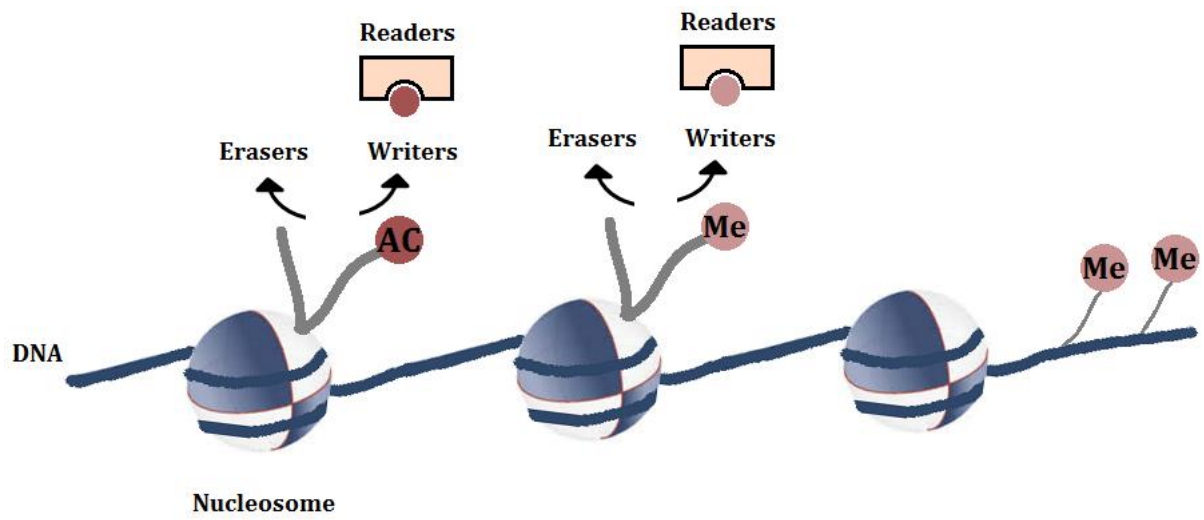 Readers
Readers
Erasers
Writers
Erasers
Writers
AC
Me
Me
Me
DNA
Nucleosome